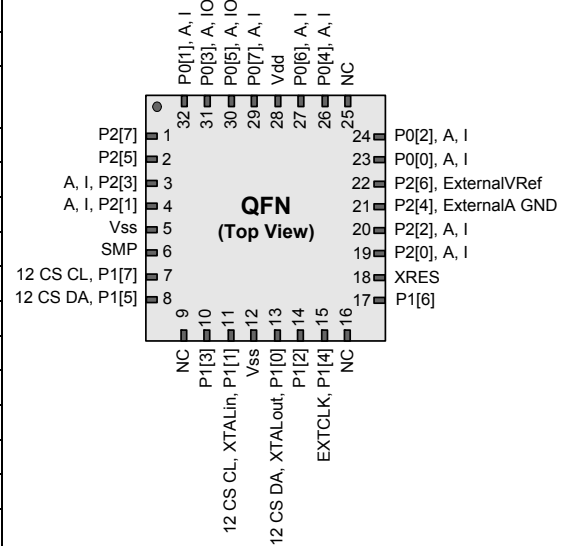 P0[1], A, I
P0[3], A, IO
P0[5], A, IO
P0[7], A, I
Vdd
P0[6], A, I
P0[4], A, I
NC
32
31
30
29
28
27
26
25
P2[7] 1
P2[5] 2
A, I, P2[3] 3
A, I, P2[1] 4
Vss 5
SMP 6
12 CS CL, P1[7] 7
12 CS DA, P1[5] 8
QFN
(Top View)
24 P0[2], A, I
23 P0[0], A, I
22 P2[6], ExternalVRef
21 P2[4], ExternalA GND
20 P2[2], A, I
19 P2[0], A, I
18 XRES
17 P1[6]
9
10
11
12
13
14
15
16
NC
P1[3]
12 CS CL, XTALin, P1[1]
Vss
12 CS DA, XTALout, P1[0]
P1[2]
EXTCLK, P1[4]
NC